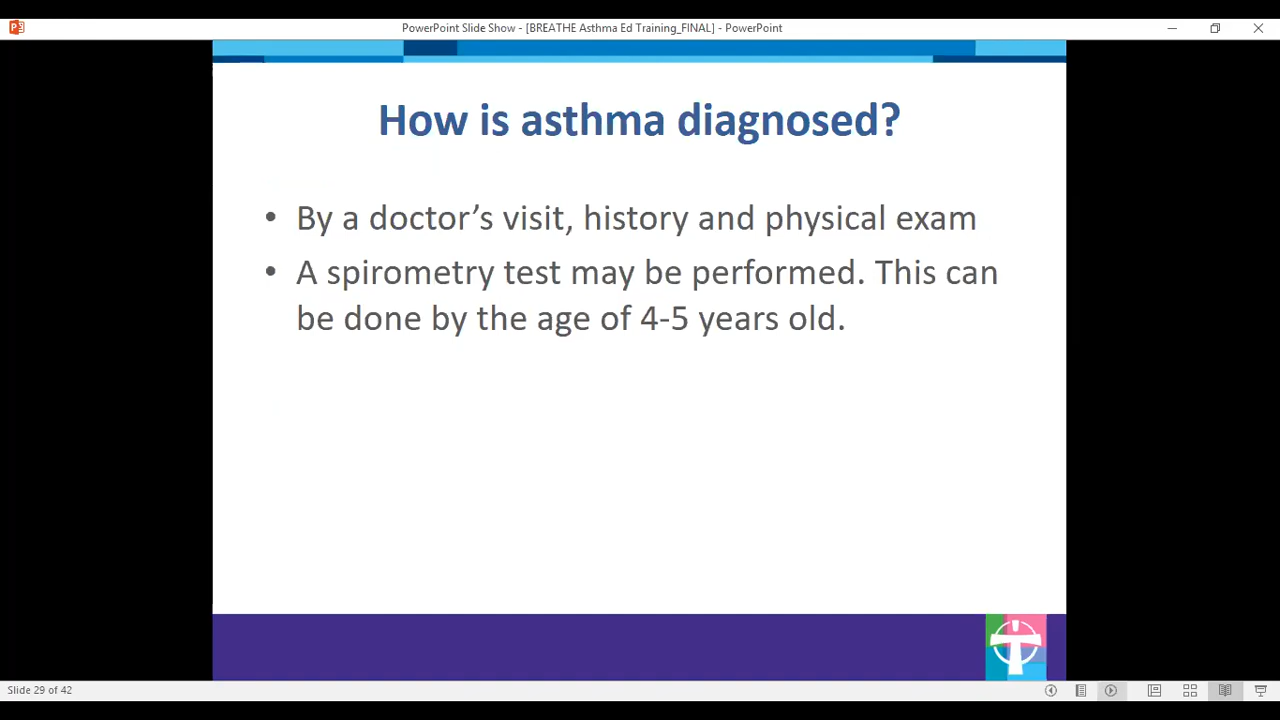 PowerPoint Slide Show - [BREATHE Asthma Ed Training_FINAL] - PowerPoint
How is asthma diagnosed?
• By a doctor’s visit, history and physical exam
• A spirometry test may be performed. This can
be done by the age of 4-5 years old.
Slide 29 of 42